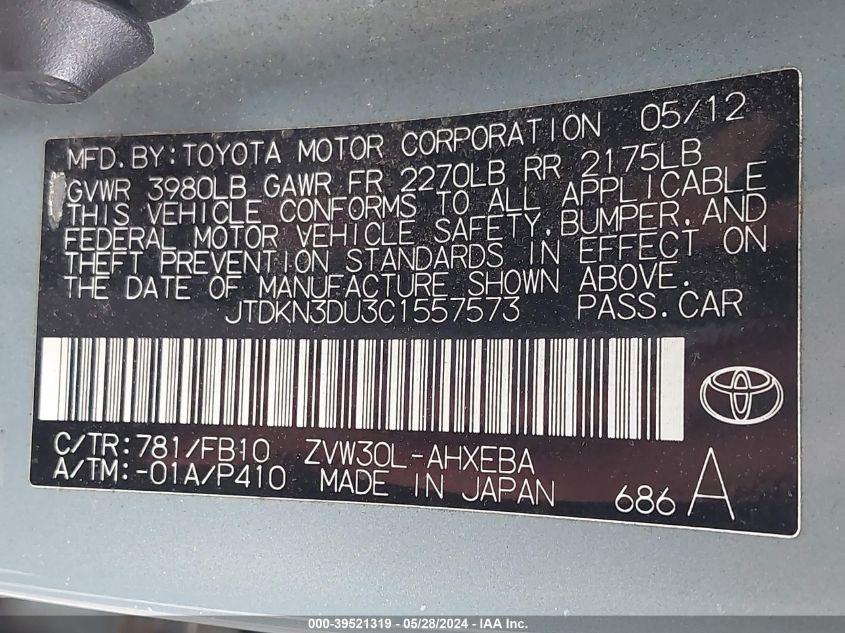 MFD. BY: TOYOTA MOTOR CORPORATION 05/12
GVWR 3980LB GAWR FR 2270LB RR 2175LB
THIS VEHICLE CONFORMS TO ALL APPLICABLE
FEDERAL MOTOR VEHICLE SAFETY, BUMPER, AND
THEFT PREVENTION STANDARDS IN EFFECT ON
THE DATE OF MANUFACTURE SHOWN ABOVE.
JTDKN3DU3C1557573 PASS. CAR
C/TR: 781/FB10 ZVW30L-AHXEBA
A/TM: -01A/P410 MADE IN JAPAN
686 A
000-39521319 - 05/28/2024 - IAA, Inc.